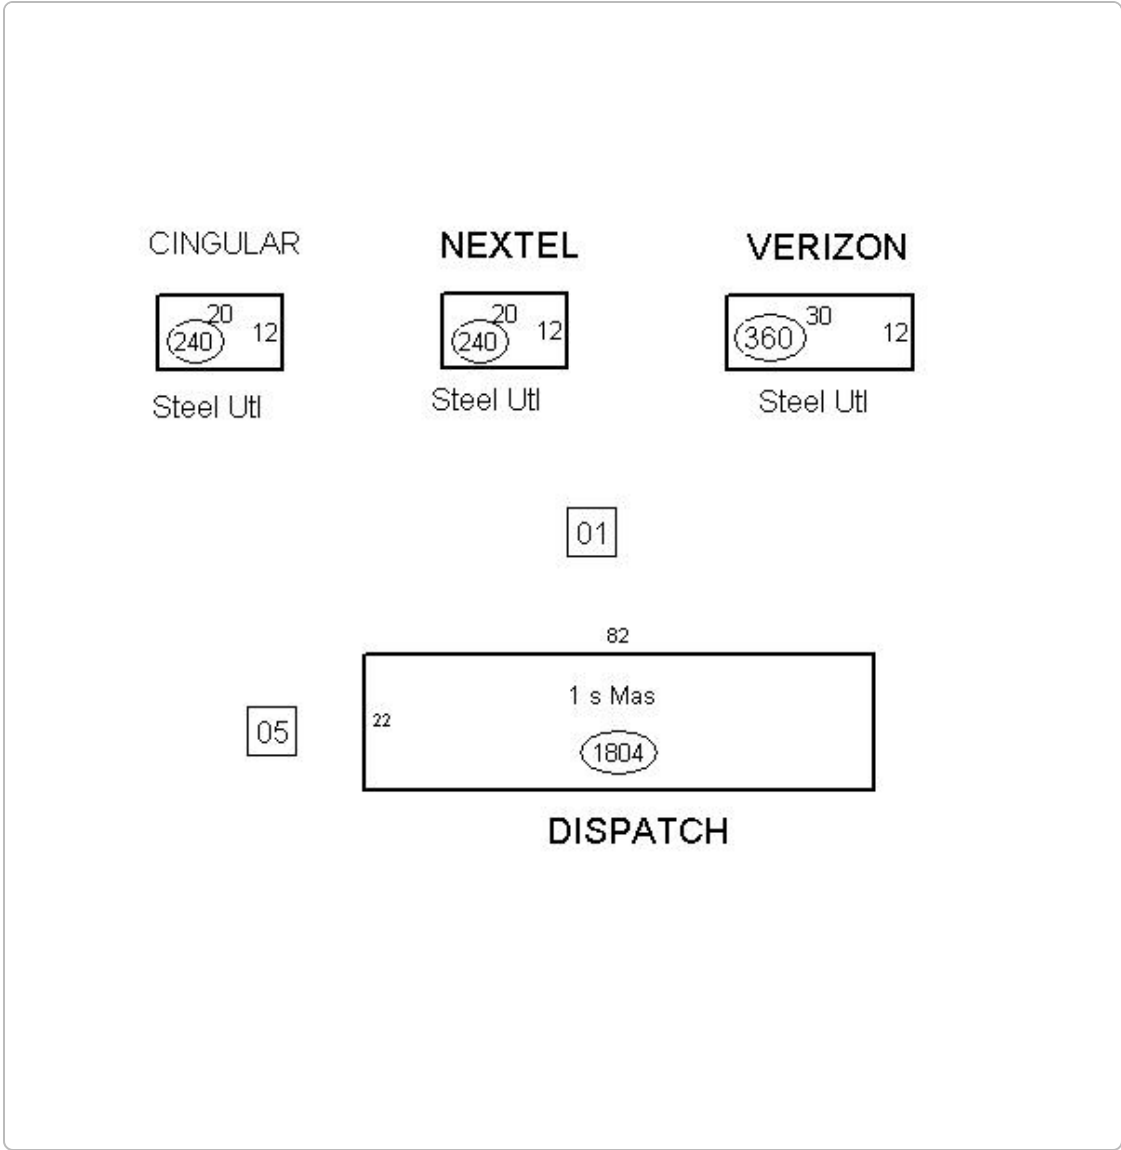 CINGULAR
NEXTEL
VERIZON
20
240
12
20
240
12
30
360
12
Steel Utl
Steel Utl
Steel Utl
01
82
1 s Mas
22
05
1804
DISPATCH